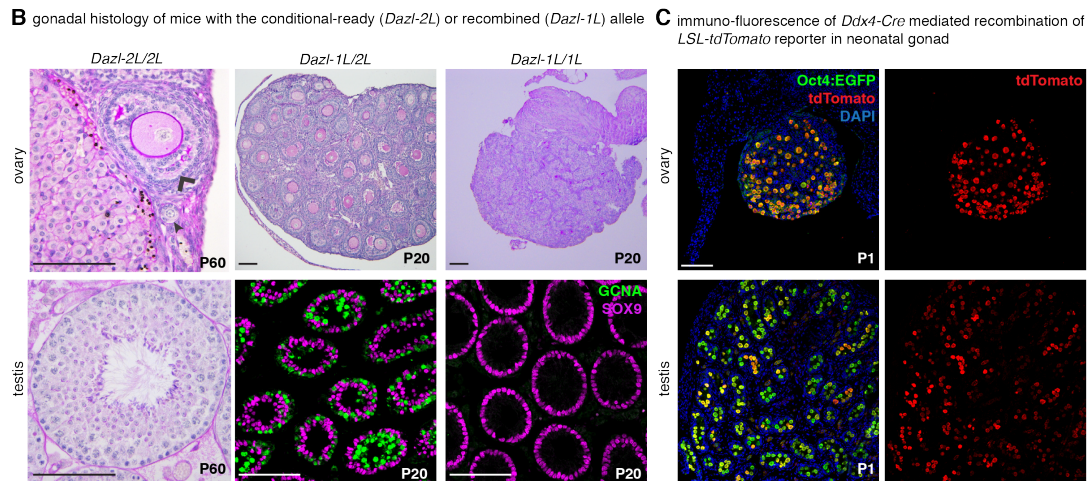 B gonadal histology of mice with the conditional-ready (Dazl-2L) or recombined (Dazl-1L) allele
Dazl-2L/2L
Dazl-1L/2L
Dazl-1L/1L
ovary
P60
P20
P20
testis
P60
GCNA
SOX9
P20
P20
C immuno-fluorescence of Ddx4-Cre mediated recombination of
LSL-tdTomato reporter in neonatal gonad
ovary
Oct4:EGFP
tdTomato
DAPI
P1
tdTomato
testis
P1